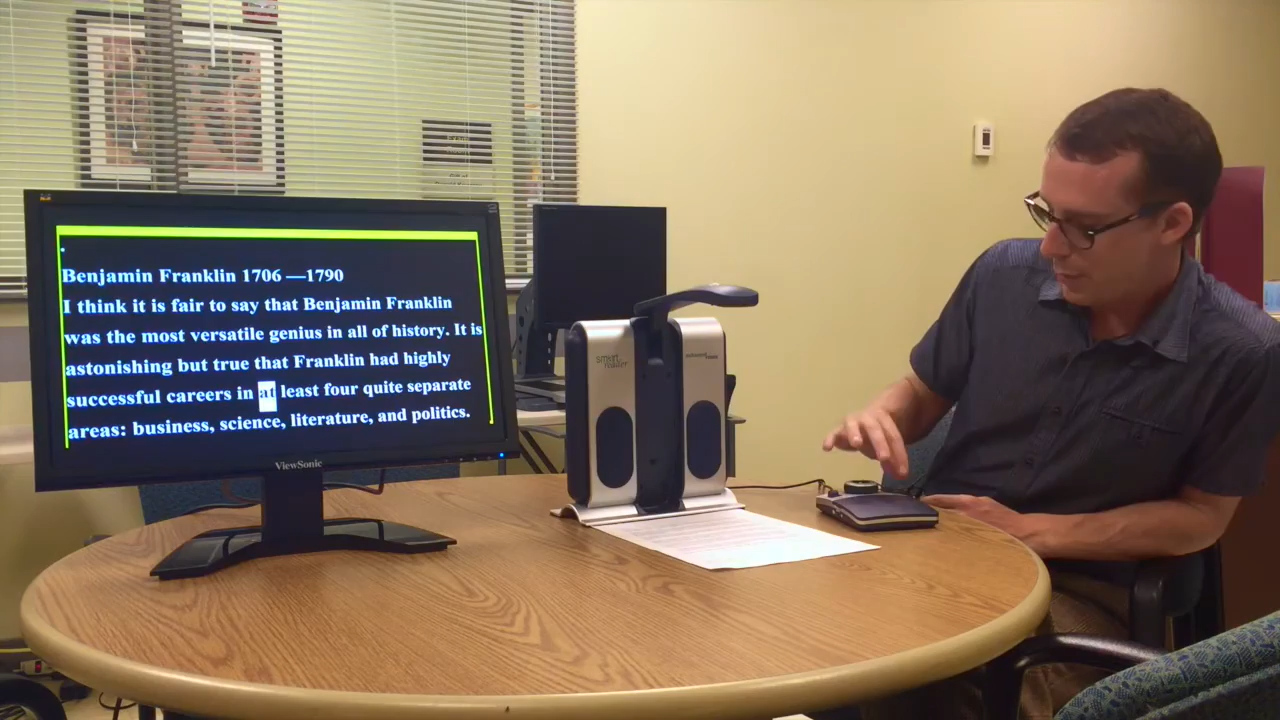 Benjamin Franklin 1706 —1790
I think it is fair to say that Benjamin Franklin
was the most versatile genius in all of history. It is
astonishing but true that Franklin had highly
successful careers in at least four quite separate
areas: business, science, literature, and politics.
ViewSonic
smart
reader